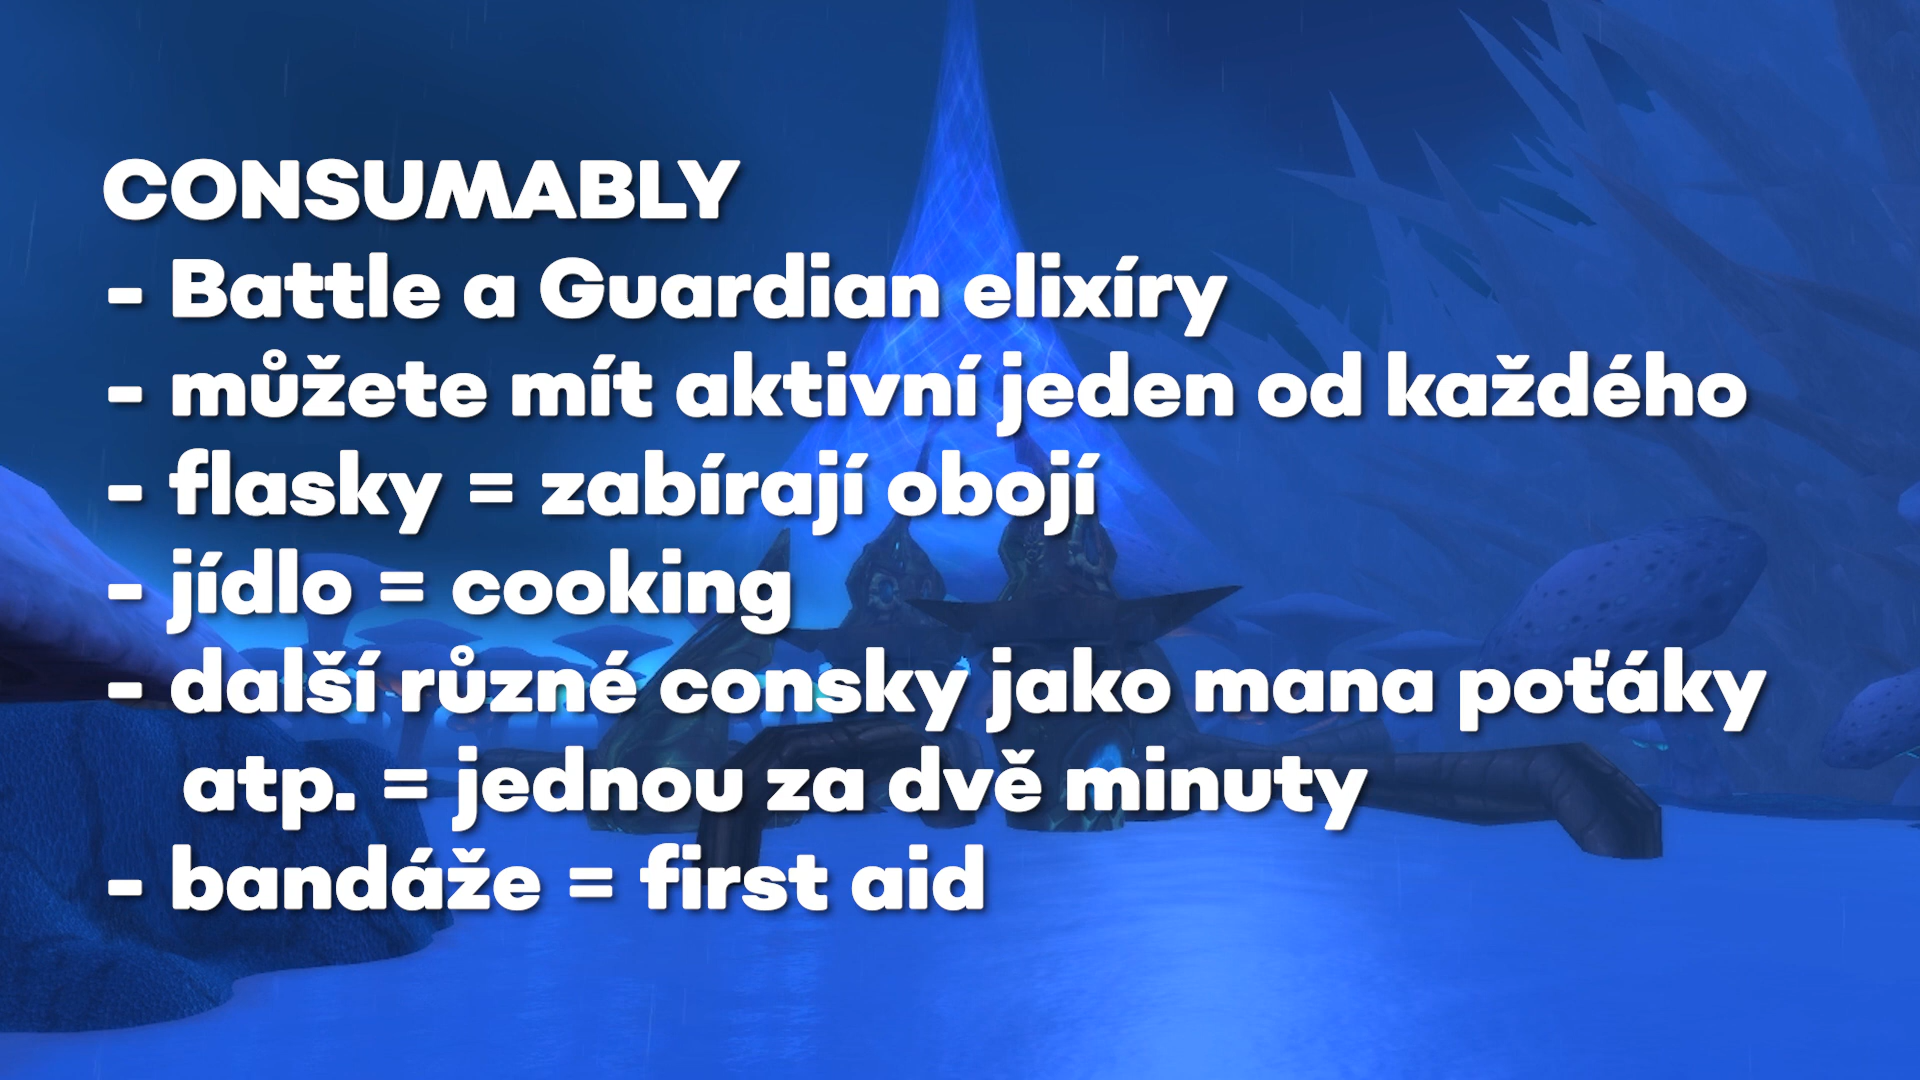 CONSUMABLY
- Battle a Guardian elixíry
- můžete mít aktivní jeden od každého
- flasky = zabírají obojí
- jídlo = cooking
- další různé consky jako mana poťáky
atp. = jednou za dvě minuty
- bandáže = first aid